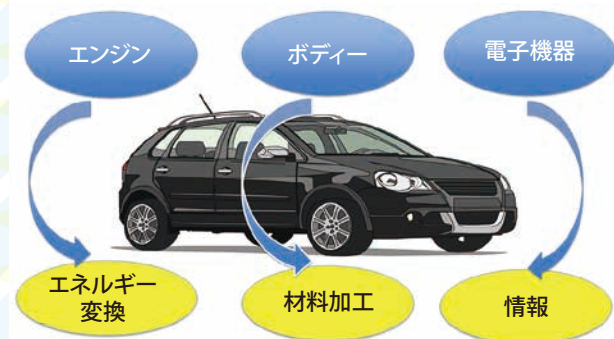 エンジン
ボディー
電子機器
エネルギー
変換
材料加工
情報